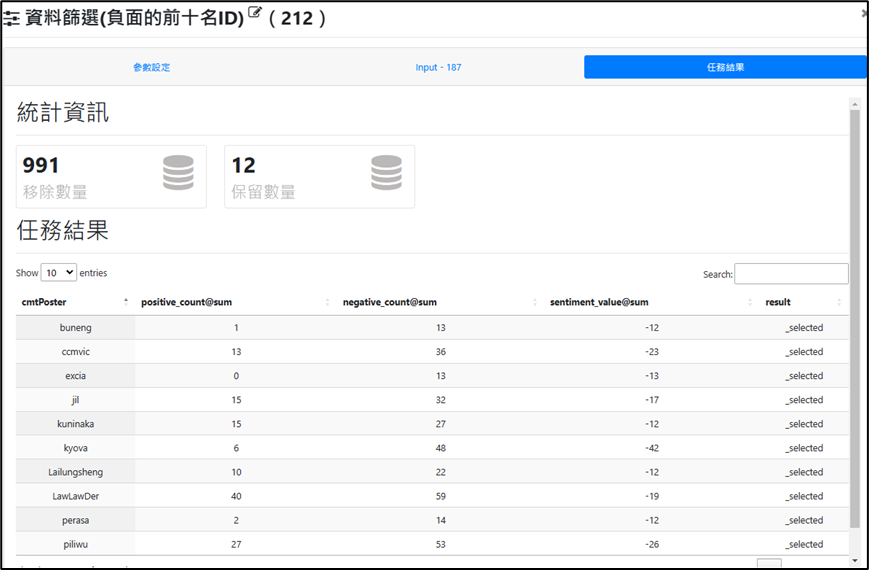 資料篩選(負面的前十名ID) ( 212 )
參數設定 Input - 187 任務結果
統計資訊
991 12
移除數量 保留數量
任務結果
Show 10 entries Search:
cmtPoster positive_count@sum negative_count@sum sentiment_value@sum result
buneng 1 13 -12 _selected
ccmvic 13 36 -23 _selected
excia 0 13 -13 _selected
jil 15 32 -17 _selected
kuninaka 15 27 -12 _selected
kyova 6 48 -42 _selected
Lailungsheng 10 22 -12 _selected
LawLawDer 40 59 -19 _selected
perasa 2 14 -12 _selected
piliwu 27 53 -26 _selected